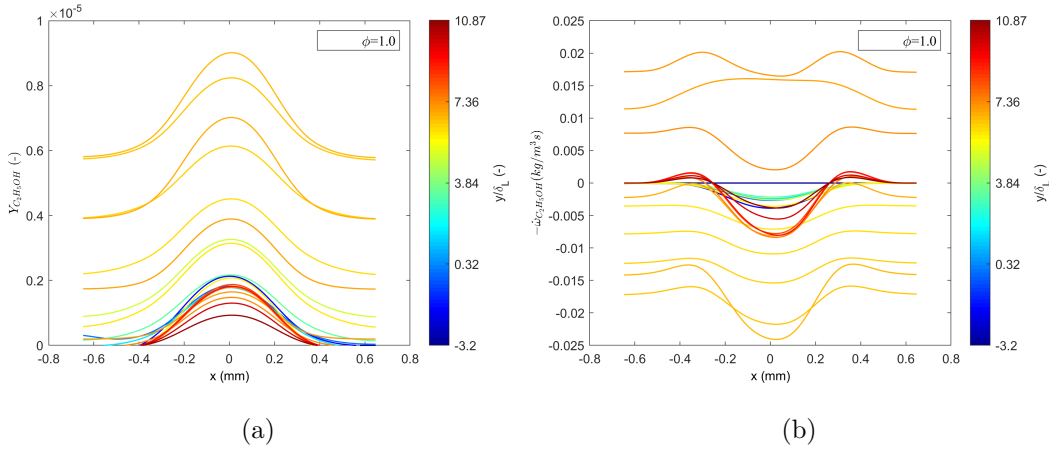 ×10^-5
1
0.8
0.6
0.4
0.2
0
-0.8 -0.6 -0.4 -0.2 0 0.2 0.4 0.6 0.8
x (mm)
Y_{C_2H_5OH} (-)
ϕ=1.0
10.87
7.36
3.84
0.32
-3.2
y/δ_L (-)
(a)
0.025
0.02
0.015
0.01
0.005
0
-0.005
-0.01
-0.015
-0.02
-0.025
-0.8 -0.6 -0.4 -0.2 0 0.2 0.4 0.6 0.8
x (mm)
-ω̇_{C_2H_5OH}(kg/m^3s)
ϕ=1.0
10.87
7.36
3.84
0.32
-3.2
y/δ_L (-)
(b)